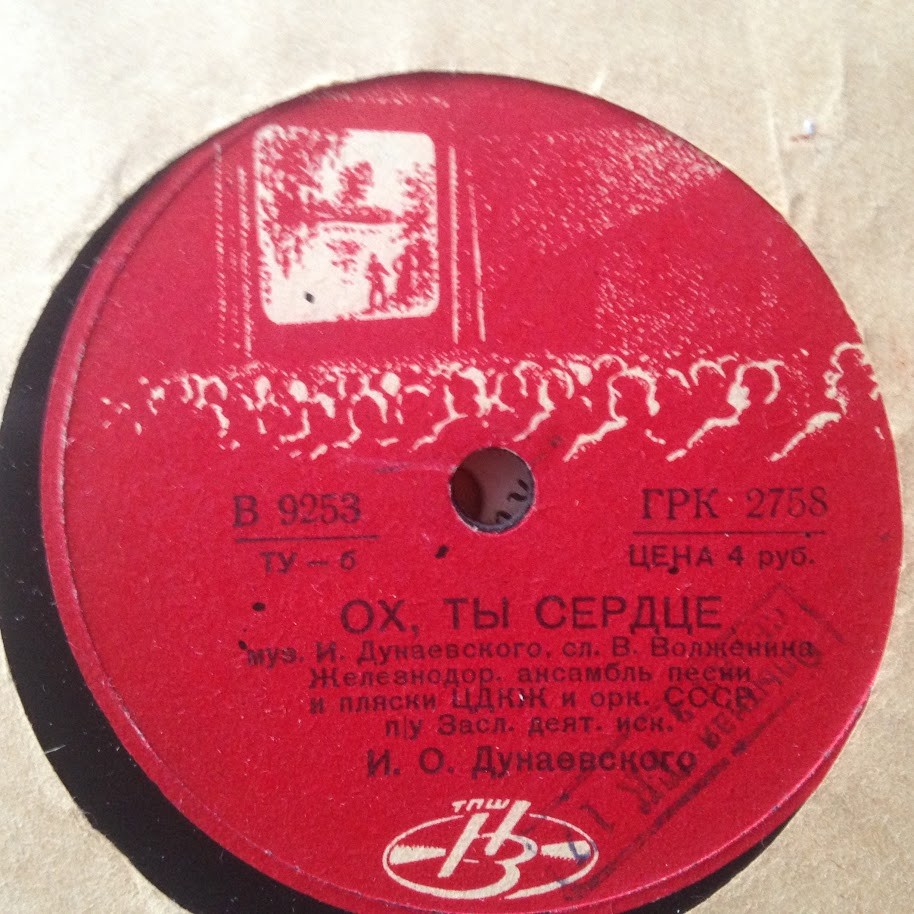 В 9253
ГРК 2758
ТУ — б
ЦЕНА 4 руб.
ОХ, ТЫ СЕРДЦЕ
муз. И. Дунаевского, сл. В. Волженина
Железнодор. ансамбль песни
и пляски ЦДКЖ и орк. СССР
п/у Засл. деят. иск.
И. О. Дунаевского
ТПШ
НЗ